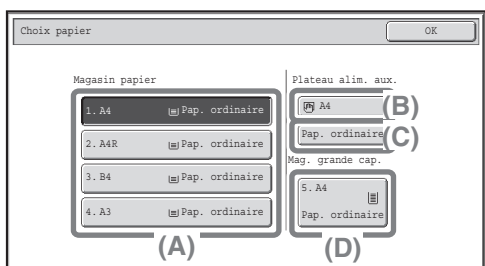 Choix papier
OK
Magasin papier
1. A4 Pap. ordinaire
2. A4R Pap. ordinaire
3. B4 Pap. ordinaire
4. A3 Pap. ordinaire
(A)
Plateau alim. aux.
A4
(B)
Pap. ordinaire
(C)
Mag. grande cap.
5. A4
Pap. ordinaire
(D)